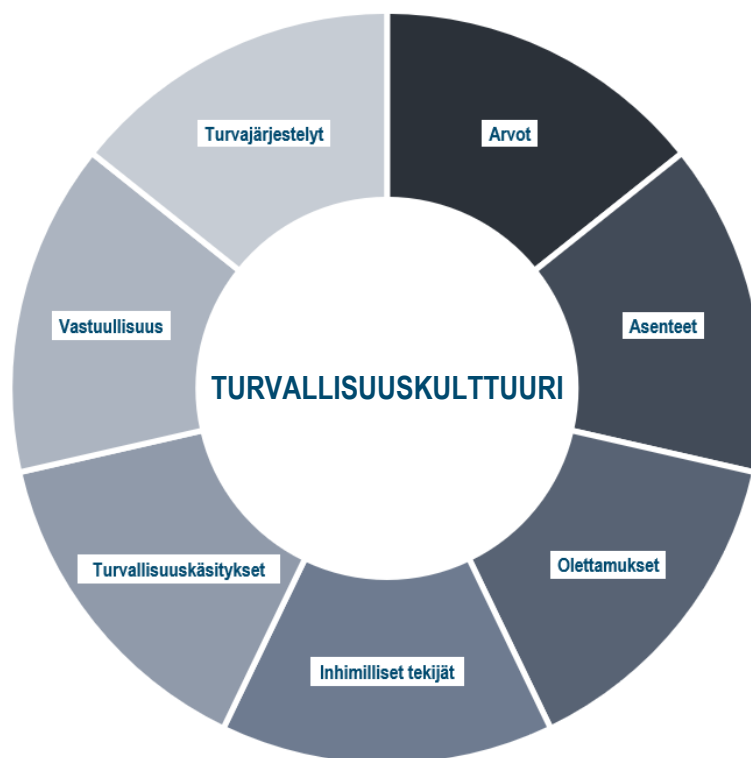 Turvajärjestelyt
Arvot
Vastuullisuus
Asenteet
TURVALLISUUSKULTTUURI
Turvallisuuskäsitykset
Olettamukset
Inhimilliset tekijät